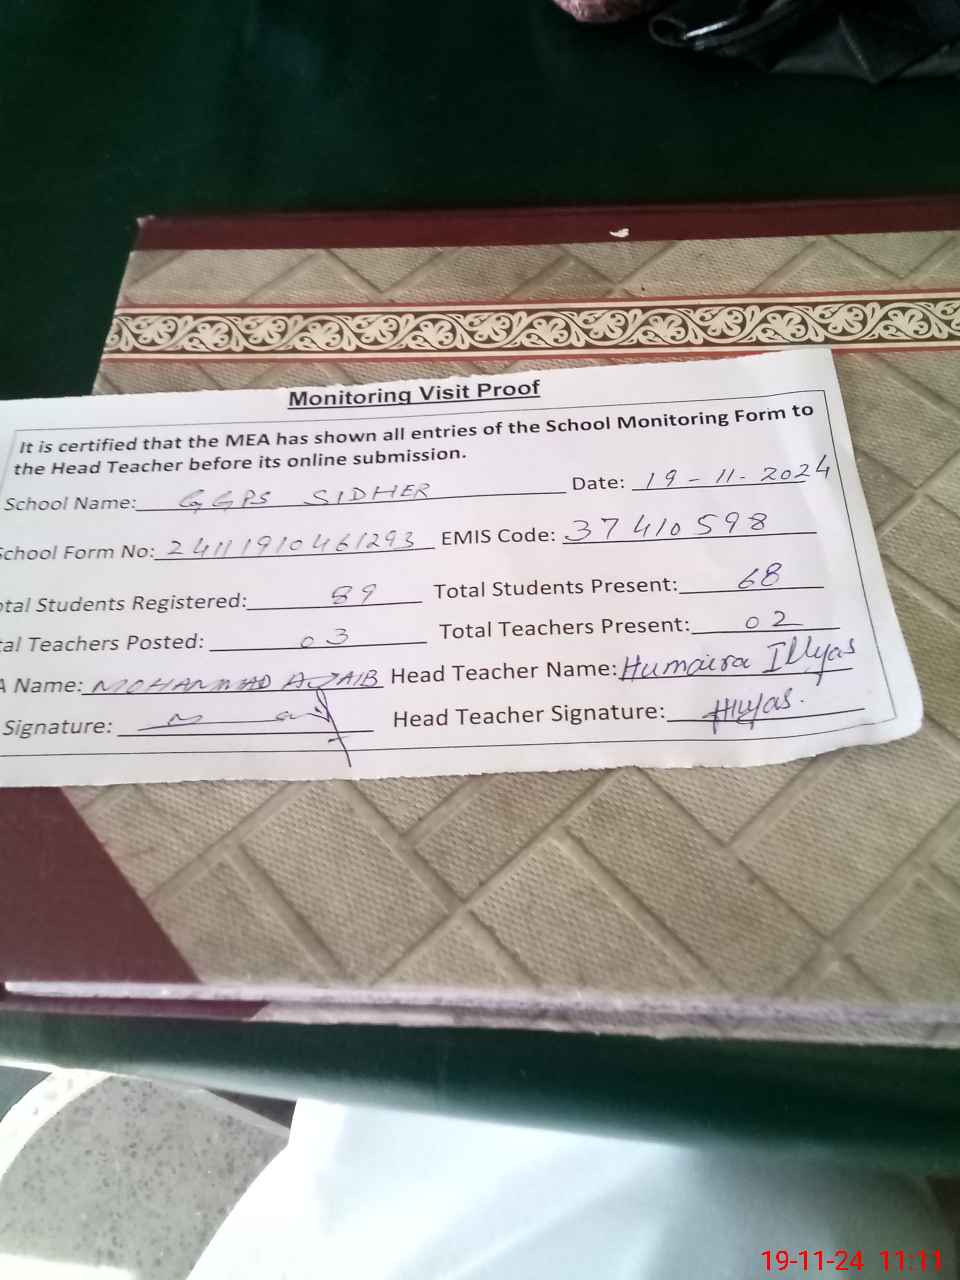 Monitoring Visit Proof
It is certified that the MEA has shown all entries of the School Monitoring Form to
the Head Teacher before its online submission.
School Name: GGPS SIDHER Date: 19-11-2024
School Form No: 24111910461293 EMIS Code: 37410598
otal Students Registered: 89 Total Students Present: 68
al Teachers Posted: 03 Total Teachers Present: 02
A Name: MOHAMMAD AJAIB Head Teacher Name: Humaira Illyas
Signature: Head Teacher Signature: Illyas.
19-11-24 11:11